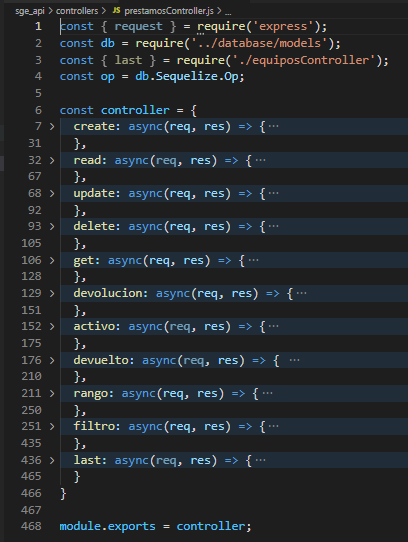 sge_api > controllers > JS prestamosController.js > ...
1 const { request } = require('express');
2 const db = require('../database/models');
3 const { last } = require('./equiposController');
4 const op = db.Sequelize.Op;
5
6 const controller = {
7 > create: async(req, res) => {···
31 },
32 > read: async(req, res) => {···
67 },
68 > update: async(req, res) => {···
92 },
93 > delete: async(req, res) => {···
105 },
106 > get: async(req, res) => {···
128 },
129 > devolucion: async(req, res) => {···
151 },
152 > activo: async(req, res) => {···
175 },
176 > devuelto: async(req, res) => { ···
210 },
211 > rango: async(req, res) => {···
250 },
251 > filtro: async(req, res) => {···
435 },
436 > last: async(req, res) => {···
465 }
466 }
467
468 module.exports = controller;